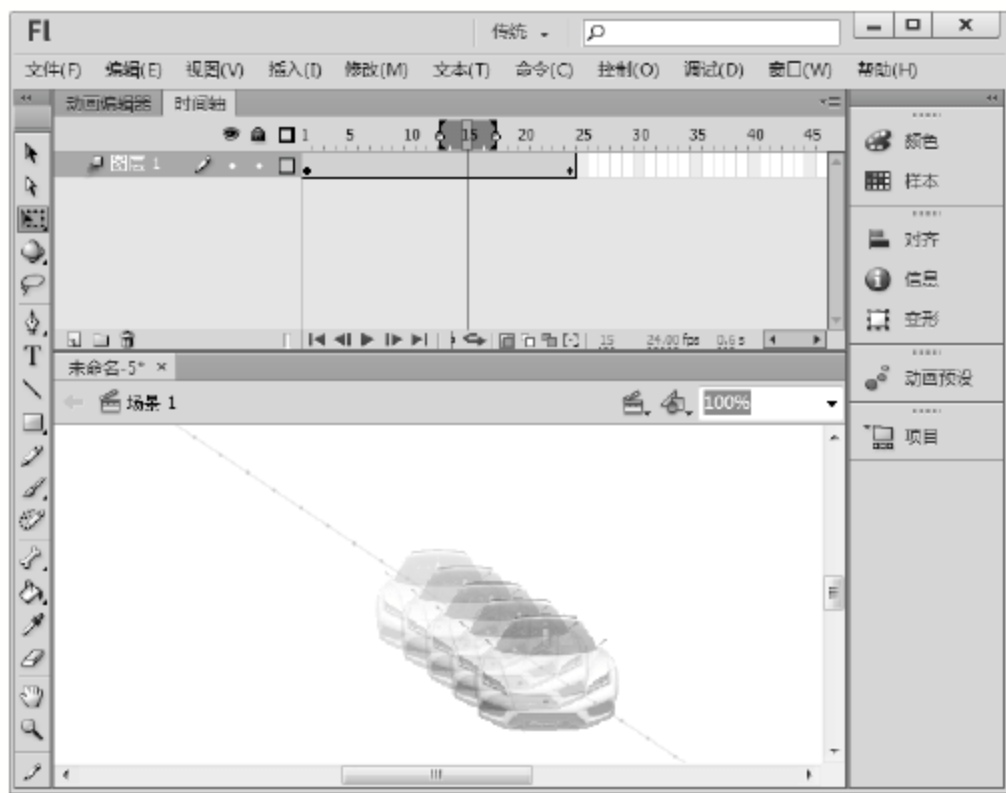 Fl 传统
文件(F) 编辑(E) 视图(V) 插入(I) 修改(M) 文本(T) 命令(C) 控制(O) 调试(D) 窗口(W) 帮助(H)
动画编辑器 时间轴
1 5 10 15 20 25 30 35 40 45
图层 1
15 24.00 fps 0.6 s
未命名-5* ×
场景 1 100%
颜色
样本
对齐
信息
变形
动画预设
项目
T